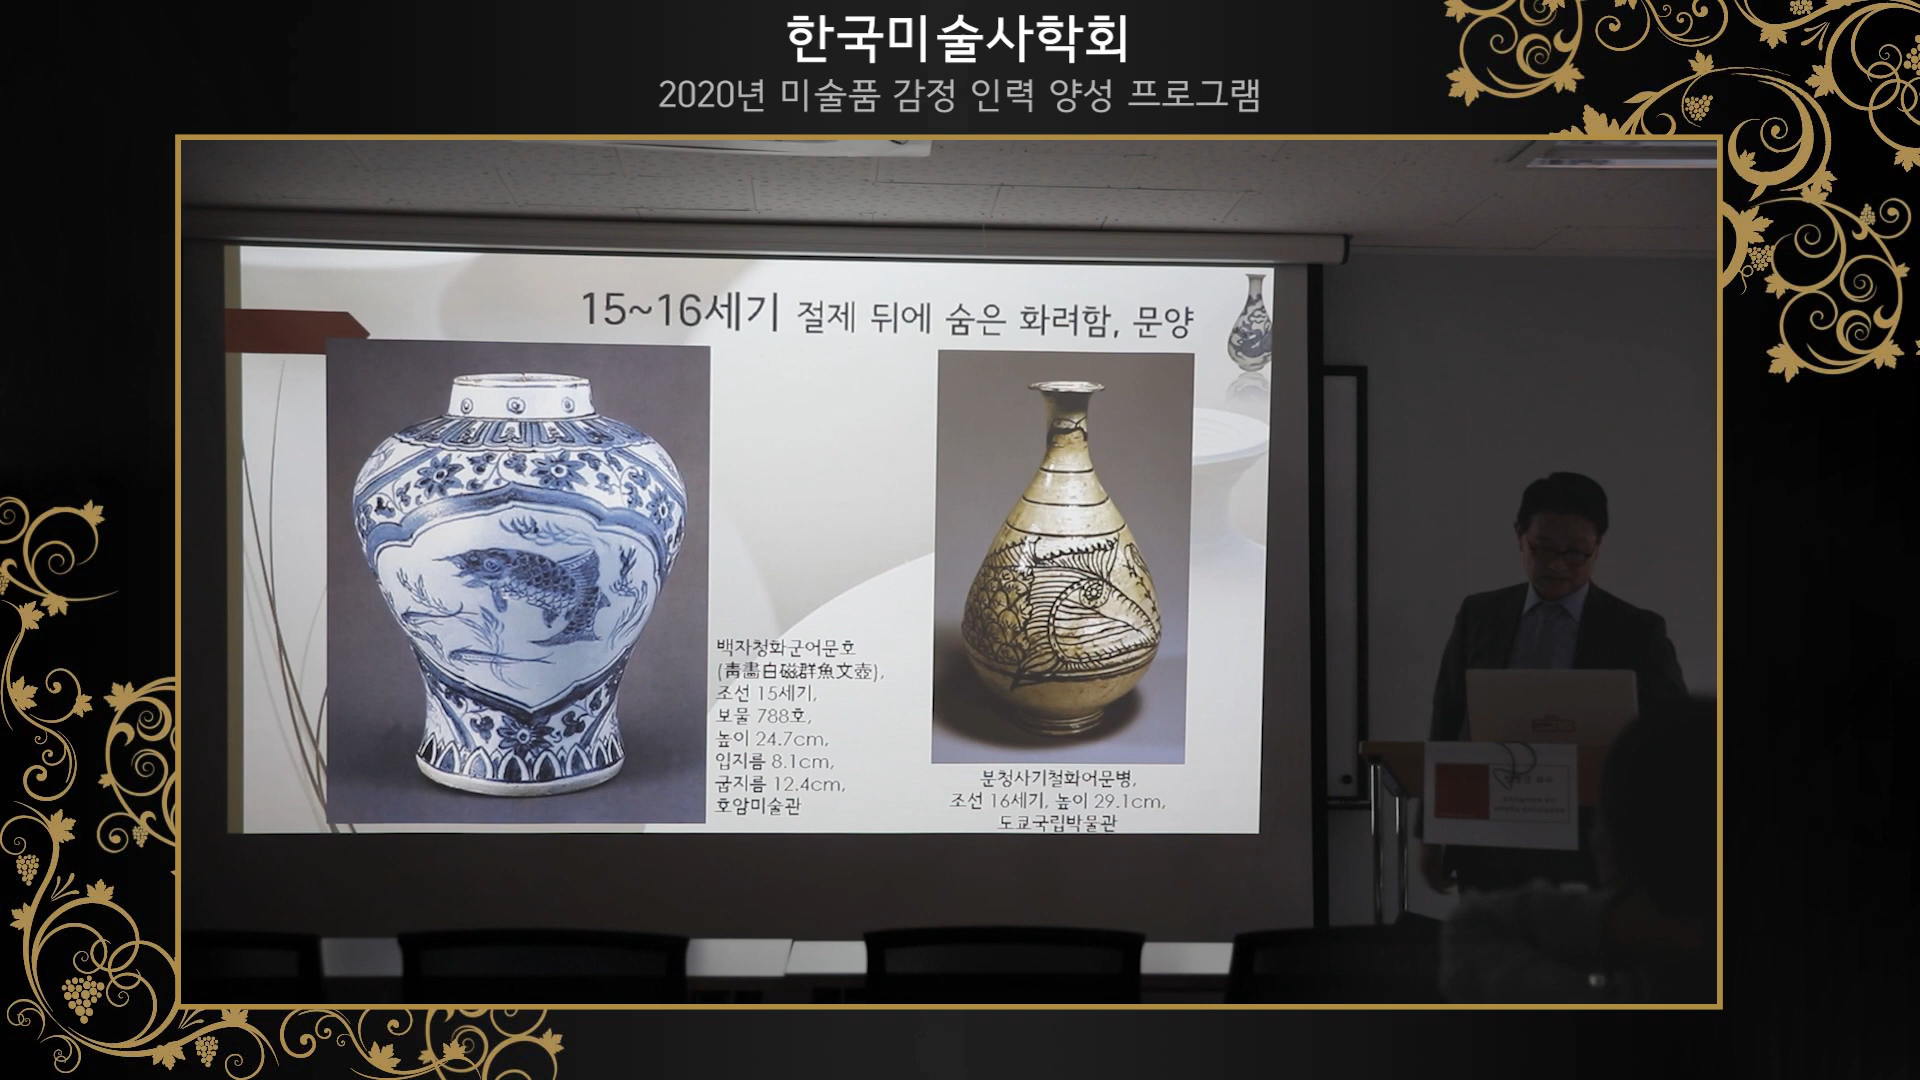 한국미술사학회
2020년 미술품 감정 인력 양성 프로그램
15~16세기 절제 뒤에 숨은 화려함, 문양
백자청화군어문호
(靑畵白磁群魚文壺),
조선 15세기,
보물 788호,
높이 24.7cm,
입지름 8.1cm,
굽지름 12.4cm,
호암미술관
분청사기철화어문병,
조선 16세기, 높이 29.1cm,
도쿄국립박물관